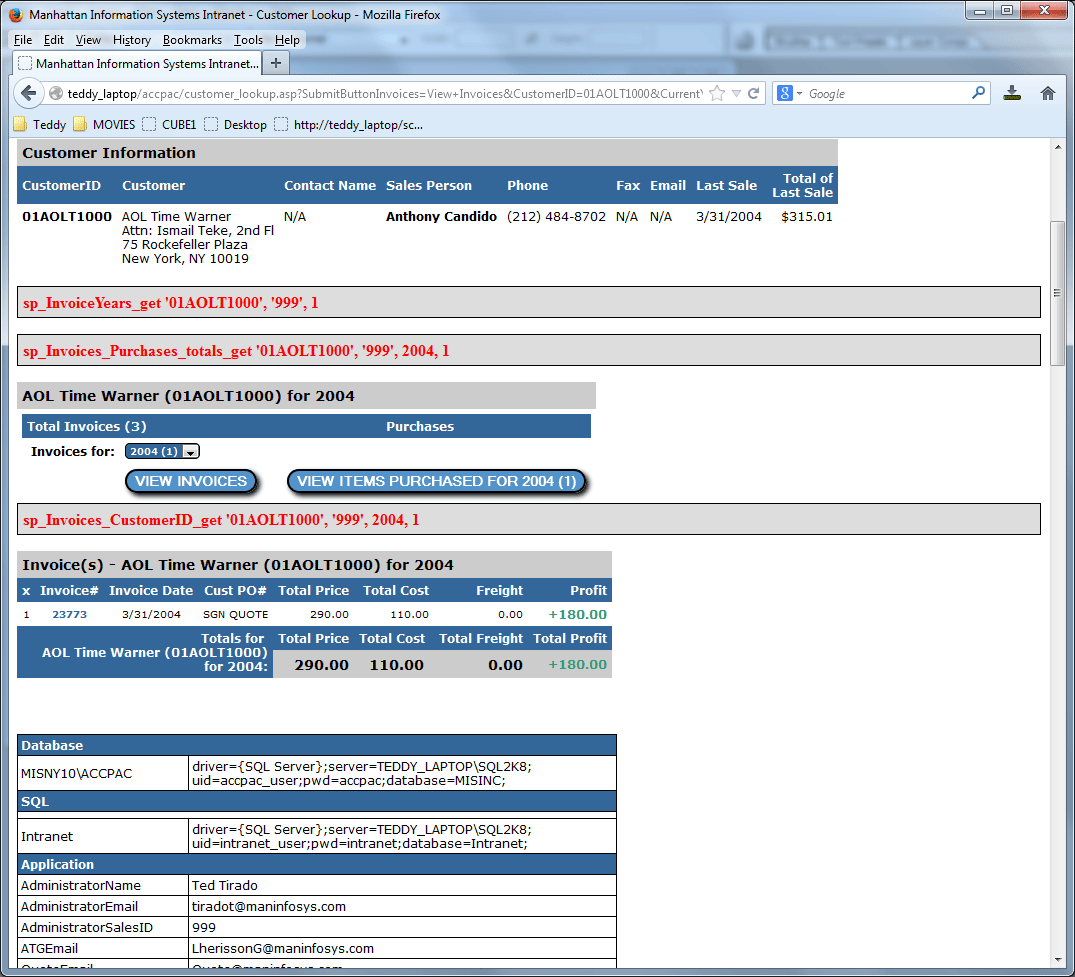 Manhattan Information Systems Intranet - Customer Lookup - Mozilla Firefox
File Edit View History Bookmarks Tools Help
Manhattan Information Systems Intranet... +
teddy_laptop/accpac/customer_lookup.asp?SubmitButtonInvoices=View+Invoices&CustomerID=01AOLT1000&Current\ 8 Google
Teddy MOVIES CUBE1 Desktop http://teddy_laptop/sc...
Customer Information
CustomerID Customer Contact Name Sales Person Phone Fax Email Last Sale Total of
Last Sale
01AOLT1000 AOL Time Warner N/A Anthony Candido (212) 484-8702 N/A N/A 3/31/2004 $315.01
Attn: Ismail Teke, 2nd Fl
75 Rockefeller Plaza
New York, NY 10019
sp_InvoiceYears_get '01AOLT1000', '999', 1
sp_Invoices_Purchases_totals_get '01AOLT1000', '999', 2004, 1
AOL Time Warner (01AOLT1000) for 2004
Total Invoices (3) Purchases
Invoices for: 2004 (1)
VIEW INVOICES VIEW ITEMS PURCHASED FOR 2004 (1)
sp_Invoices_CustomerID_get '01AOLT1000', '999', 2004, 1
Invoice(s) - AOL Time Warner (01AOLT1000) for 2004
x Invoice# Invoice Date Cust PO# Total Price Total Cost Freight Profit
1 23773 3/31/2004 SGN QUOTE 290.00 110.00 0.00 +180.00
Totals for Total Price Total Cost Total Freight Total Profit
AOL Time Warner (01AOLT1000)
for 2004: 290.00 110.00 0.00 +180.00
Database
MISNY10\ACCPAC driver={SQL Server};server=TEDDY_LAPTOP\SQL2K8;
uid=accpac_user;pwd=accpac;database=MISINC;
SQL
Intranet driver={SQL Server};server=TEDDY_LAPTOP\SQL2K8;
uid=intranet_user;pwd=intranet;database=Intranet;
Application
AdministratorName Ted Tirado
AdministratorEmail tiradot@maninfosys.com
AdministratorSalesID 999
ATGEmail LherissonG@maninfosys.com
QuoteEmail Quote@maninfosys.com